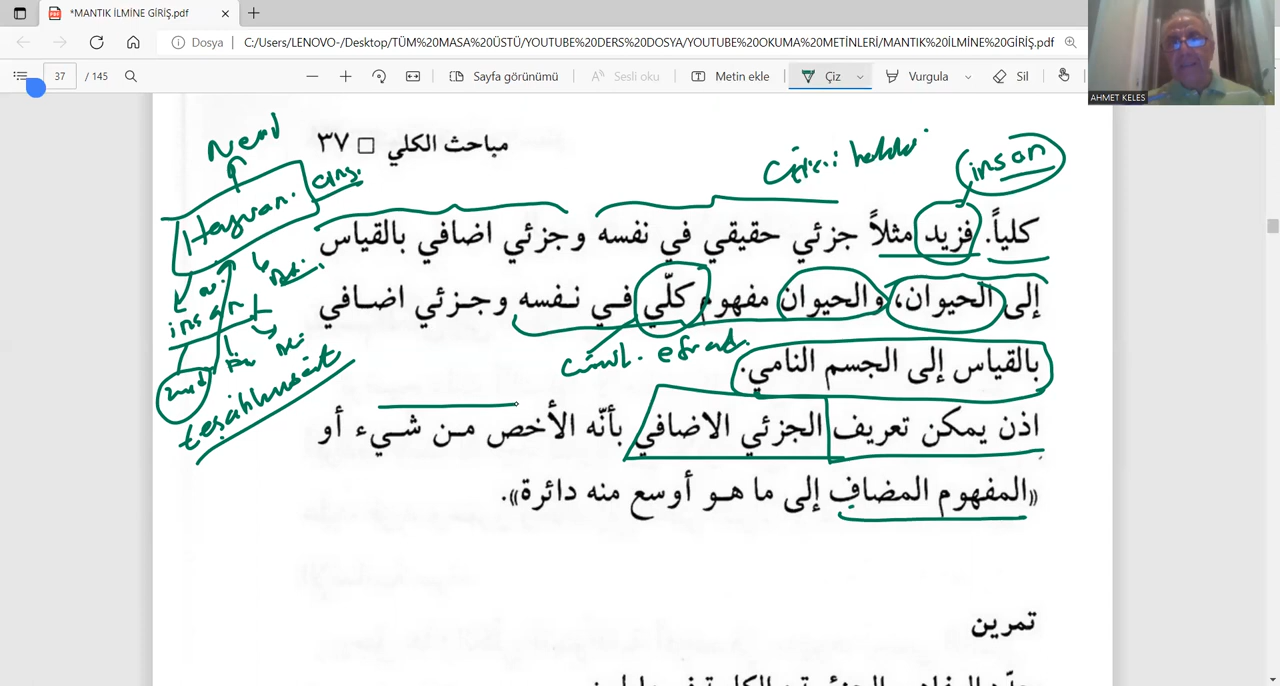 *MANTIK İLMİNE GİRİŞ.pdf
Dosya C:/Users/LENOVO-/Desktop/TÜM%20MASA%20ÜSTÜ/YOUTUBE%20DERS%20DOSYA/YOUTUBE%20OKUMA%20METİNLERİ/MANTIK%20İLMİNE%20GİRİŞ.pdf
37 / 145 Sayfa görünümü Sesli oku Metin ekle Çiz Vurgula Sil
AHMET KELES
مباحث الكلي □ ٣٧
insan
Hayvan
cins
كلياً. فزيد مثلاً جزئي حقيقي في نفسه وجزئي اضافي بالقياس
إلى الحيوان، والحيوان مفهوم كلّي في نفسه وجزئي اضافي
insan
efrad
بالقياس إلى الجسم النامي.
اذن يمكن تعريف الجزئي الاضافي بأنّه الأخص من شيء أو
«المفهوم المضاف إلى ما هو أوسع منه دائرة».
تمرين